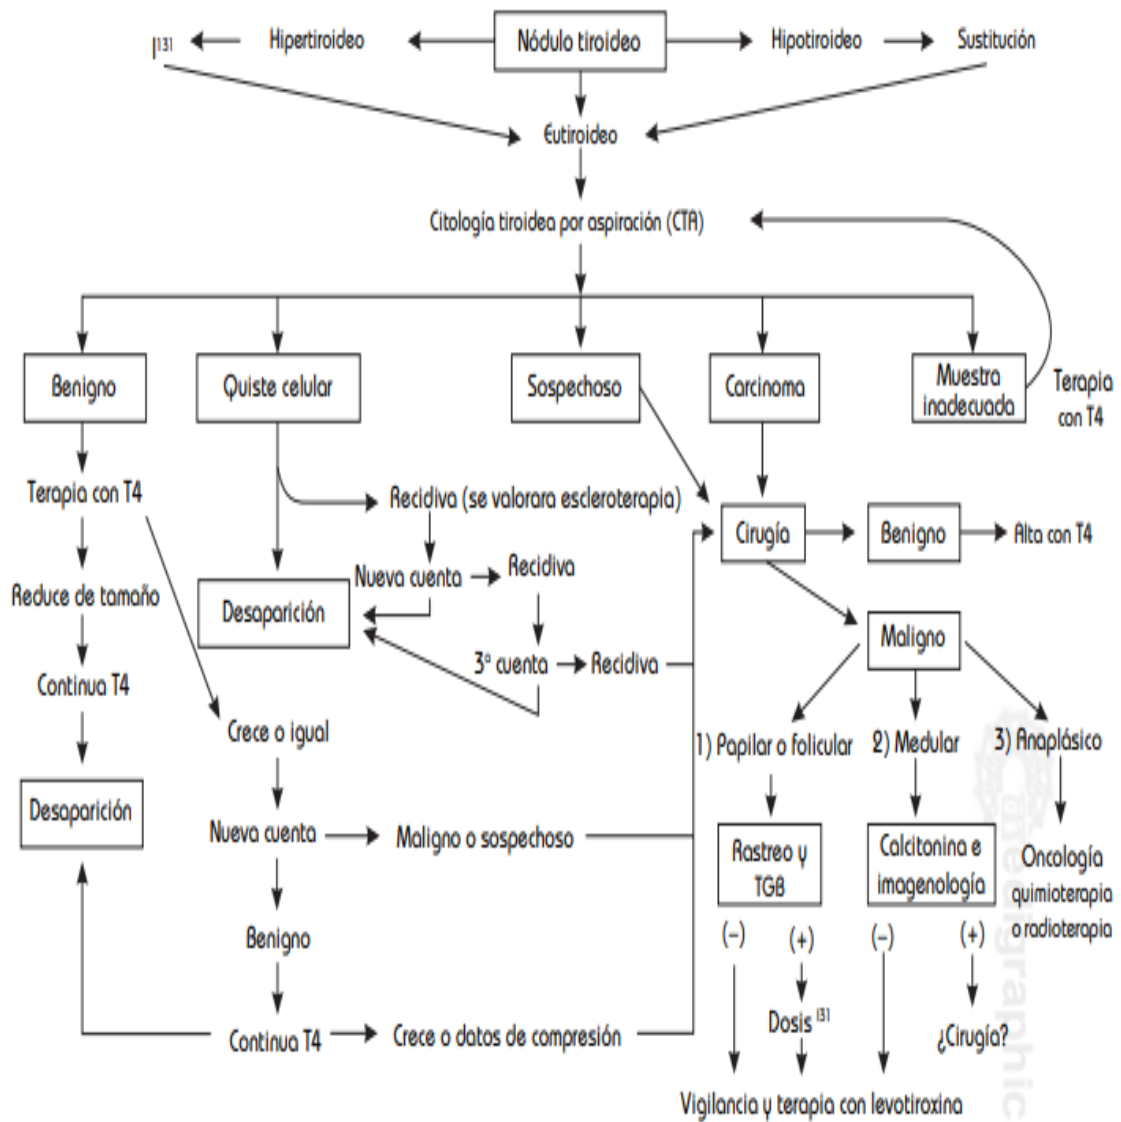 I131
Hipertiroideo
Nódulo tiroideo
Hipotiroideo
Sustitución
Eutiroideo
Citología tiroidea por aspiración (CTA)
Benigno
Quiste celular
Sospechoso
Carcinoma
Muestra
inadecuada
Terapia
con T4
Terapia con T4
Recidiva (se valorara escleroterapia)
Cirugía
Benigno
Alta con T4
Reduce de tamaño
Nueva cuenta
Recidiva
Desaparición
Maligno
Continua T4
3ª cuenta
Recidiva
Crece o igual
1) Papilar o folicular
2) Medular
3) Anaplásico
Desaparición
Nueva cuenta
Maligno o sospechoso
Rastreo y
TGB
Calcitonina e
imagenología
Oncología
quimioterapia
o radioterapia
Benigno
(–)
(+)
(–)
(+)
Continua T4
Crece o datos de compresión
Dosis 131
¿Cirugía?
Vigilancia y terapia con levotiroxina
medigraphic